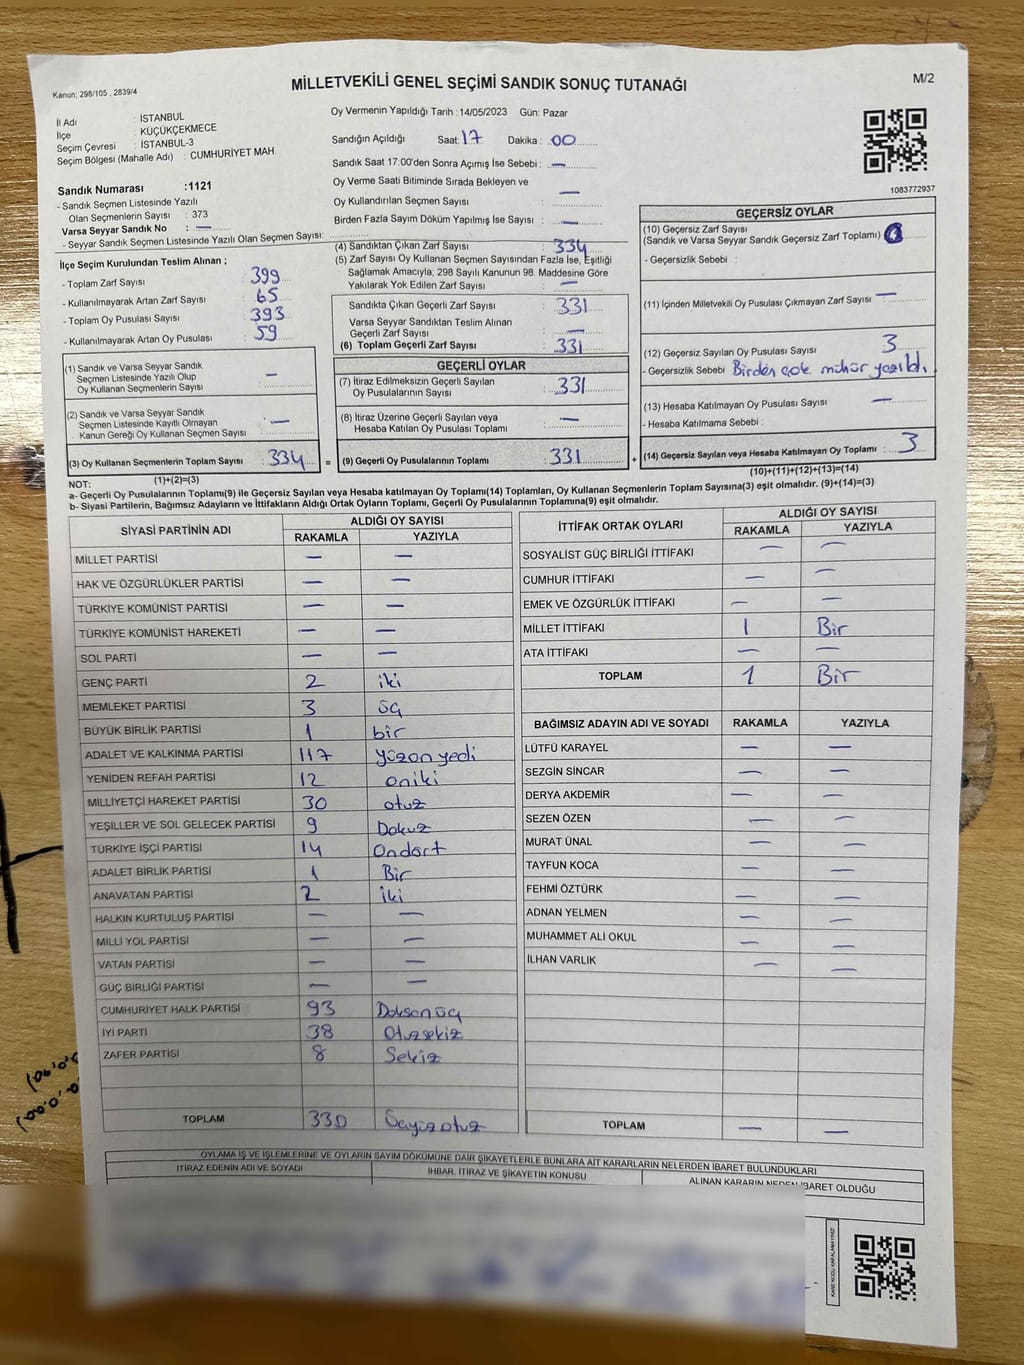 Kanun: 298/105 , 2839/4
MİLLETVEKİLİ GENEL SEÇİMİ SANDIK SONUÇ TUTANAĞI
M/2
İl Adı : İSTANBUL
İlçe : KÜÇÜKÇEKMECE
Seçim Çevresi : İSTANBUL-3
Seçim Bölgesi (Mahalle Adı) : CUMHURİYET MAH.
Sandık Numarası :1121
- Sandık Seçmen Listesinde Yazılı
Olan Seçmenlerin Sayısı : 373
Varsa Seyyar Sandık No : —
- Seyyar Sandık Seçmen Listesinde Yazılı Olan Seçmen Sayısı:
Oy Vermenin Yapıldığı Tarih :14/05/2023 Gün: Pazar
Sandığın Açıldığı Saat: 17 Dakika : 00
Sandık Saat 17:00'den Sonra Açımış İse Sebebi : —
Oy Verme Saati Bitiminde Sırada Bekleyen ve
Oy Kullandırılan Seçmen Sayısı —
Birden Fazla Sayım Döküm Yapılmış İse Sayısı : —
1083772937
İlçe Seçim Kurulundan Teslim Alınan ;
- Toplam Zarf Sayısı : 399
- Kullanılmayarak Artan Zarf Sayısı : 65
- Toplam Oy Pusulası Sayısı : 393
- Kullanılmayarak Artan Oy Pusulası : 59
(1) Sandık ve Varsa Seyyar Sandık
Seçmen Listesinde Yazılı Olup
Oy Kullanan Seçmenlerin Sayısı : —
(2) Sandık ve Varsa Seyyar Sandık
Seçmen Listesinde Kayıtlı Olmayan
Kanun Gereği Oy Kullanan Seçmen Sayısı : —
(3) Oy Kullanan Seçmenlerin Toplam Sayısı : 334
(1)+(2)=(3)
(4) Sandıktan Çıkan Zarf Sayısı : 334
(5) Zarf Sayısı Oy Kullanan Seçmen Sayısından Fazla İse, Eşitliği
Sağlamak Amacıyla, 298 Sayılı Kanunun 98. Maddesine Göre
Yakılarak Yok Edilen Zarf Sayısı : —
Sandıkta Çıkan Geçerli Zarf Sayısı : 331
Varsa Seyyar Sandıktan Teslim Alınan
Geçerli Zarf Sayısı : —
(6) Toplam Geçerli Zarf Sayısı : 331
GEÇERLİ OYLAR
(7) İtiraz Edilmeksizin Geçerli Sayılan
Oy Pusulalarının Sayısı : 331
(8) İtiraz Üzerine Geçerli Sayılan veya
Hesaba Katılan Oy Pusulası Toplamı : —
= (9) Geçerli Oy Pusulalarının Toplamı : 331
GEÇERSİZ OYLAR
(10) Geçersiz Zarf Sayısı
(Sandık ve Varsa Seyyar Sandık Geçersiz Zarf Toplamı) :
- Geçersizlik Sebebi :
(11) İçinden Milletvekili Oy Pusulası Çıkmayan Zarf Sayısı : —
(12) Geçersiz Sayılan Oy Pusulası Sayısı : 3
- Geçersizlik Sebebi : Birden çok mühür
(13) Hesaba Katılmayan Oy Pusulası Sayısı : —
- Hesaba Katılmama Sebebi :
+ (14) Geçersiz Sayılan veya Hesaba Katılmayan Oy Toplamı : 3
(10)+(11)+(12)+(13)=(14)
NOT:
a- Geçerli Oy Pusulalarının Toplamı(9) ile Geçersiz Sayılan veya Hesaba katılmayan Oy Toplamı(14) Toplamları, Oy Kullanan Seçmenlerin Toplam Sayısına(3) eşit olmalıdır. (9)+(14)=(3)
b- Siyasi Partilerin, Bağımsız Adayların ve İttifakların Aldığı Ortak Oyların Toplamı, Geçerli Oy Pusulalarının Toplamına(9) eşit olmalıdır.
SİYASİ PARTİNİN ADI ALDIĞI OY SAYISI
RAKAMLA YAZIYLA
MİLLET PARTİSİ — —
HAK VE ÖZGÜRLÜKLER PARTİSİ — —
TÜRKİYE KOMÜNİST PARTİSİ — —
TÜRKİYE KOMÜNİST HAREKETİ — —
SOL PARTİ — —
GENÇ PARTİ 2 iki
MEMLEKET PARTİSİ 3 üç
BÜYÜK BİRLİK PARTİSİ 1 bir
ADALET VE KALKINMA PARTİSİ 117 yüzon yedi
YENİDEN REFAH PARTİSİ 12 oniki
MİLLİYETÇİ HAREKET PARTİSİ 30 otuz
YEŞİLLER VE SOL GELECEK PARTİSİ 9 Dokuz
TÜRKİYE İŞÇİ PARTİSİ 14 Ondört
ADALET BİRLİK PARTİSİ 1 Bir
ANAVATAN PARTİSİ 2 iki
HALKIN KURTULUŞ PARTİSİ — —
MİLLİ YOL PARTİSİ — —
VATAN PARTİSİ — —
GÜÇ BİRLİĞİ PARTİSİ — —
CUMHURİYET HALK PARTİSİ 93 Doksan üç
İYİ PARTİ 38 Otuzsekiz
ZAFER PARTİSİ 8 Sekiz
TOPLAM 330 Üçyüzotuz
İTTİFAK ORTAK OYLARI ALDIĞI OY SAYISI
RAKAMLA YAZIYLA
SOSYALİST GÜÇ BİRLİĞİ İTTİFAKI — —
CUMHUR İTTİFAKI — —
EMEK VE ÖZGÜRLÜK İTTİFAKI — —
MİLLET İTTİFAKI 1 Bir
ATA İTTİFAKI — —
TOPLAM 1 Bir
BAĞIMSIZ ADAYIN ADI VE SOYADI RAKAMLA YAZIYLA
LÜTFÜ KARAYEL — —
SEZGİN SİNCAR — —
DERYA AKDEMİR — —
SEZEN ÖZEN — —
MURAT ÜNAL — —
TAYFUN KOCA — —
FEHMİ ÖZTÜRK — —
ADNAN YELMEN — —
MUHAMMET ALİ OKUL — —
İLHAN VARLIK — —
TOPLAM — —
OYLAMA İŞ VE İŞLEMLERİNE VE OYLARIN SAYIM DÖKÜMÜNE DAİR ŞİKAYETLERLE BUNLARA AİT KARARLARIN NELERDEN İBARET BULUNDUKLARI
İTİRAZ EDENİN ADI VE SOYADI İHBAR, İTİRAZ VE ŞİKAYETİN KONUSU ALINAN KARARIN NEDEN İBARET OLDUĞU